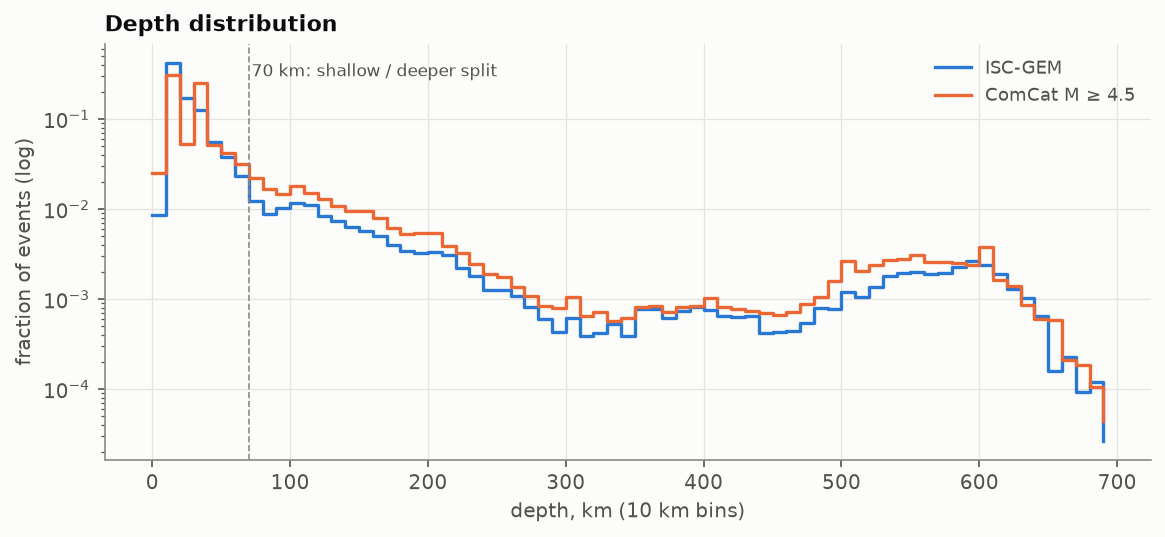 Depth distribution
70 km: shallow / deeper split
ISC-GEM
ComCat M ≥ 4.5
fraction of events (log)
10⁻¹
10⁻²
10⁻³
10⁻⁴
0 100 200 300 400 500 600 700
depth, km (10 km bins)